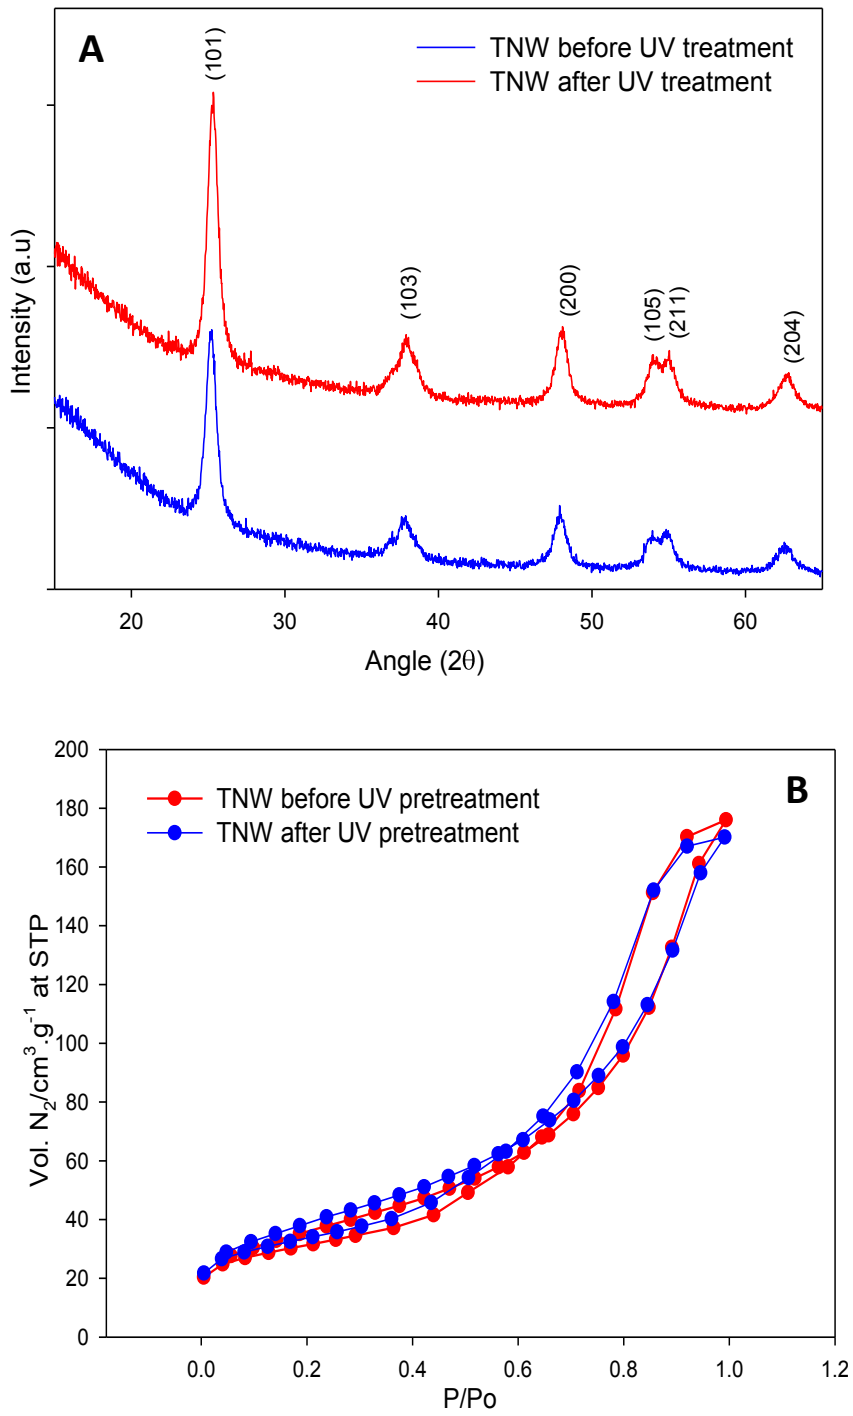 A
TNW before UV treatment
TNW after UV treatment
(101)
(103)
(200)
(105)
(211)
(204)
Intensity (a.u)
20 30 40 50 60
Angle (2θ)
B
TNW before UV pretreatment
TNW after UV pretreatment
200
180
160
140
120
100
80
60
40
20
0
Vol. N₂/cm³.g⁻¹ at STP
0.0 0.2 0.4 0.6 0.8 1.0 1.2
P/Po